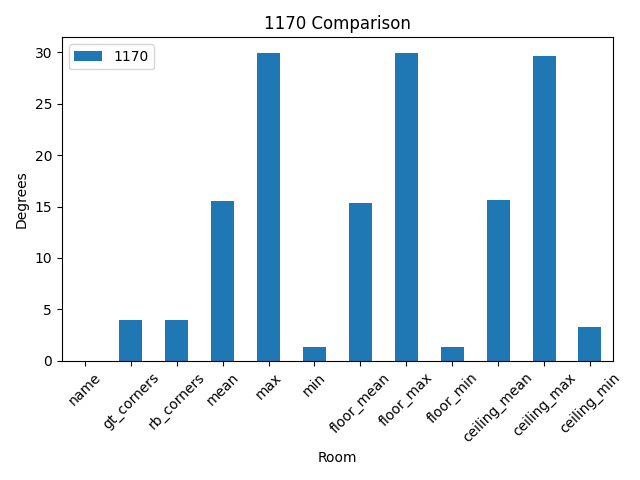 1170 Comparison
1170
30
25
20
15
10
5
0
Degrees
name
gt_corners
rb_corners
mean
max
min
floor_mean
floor_max
floor_min
ceiling_mean
ceiling_max
ceiling_min
Room